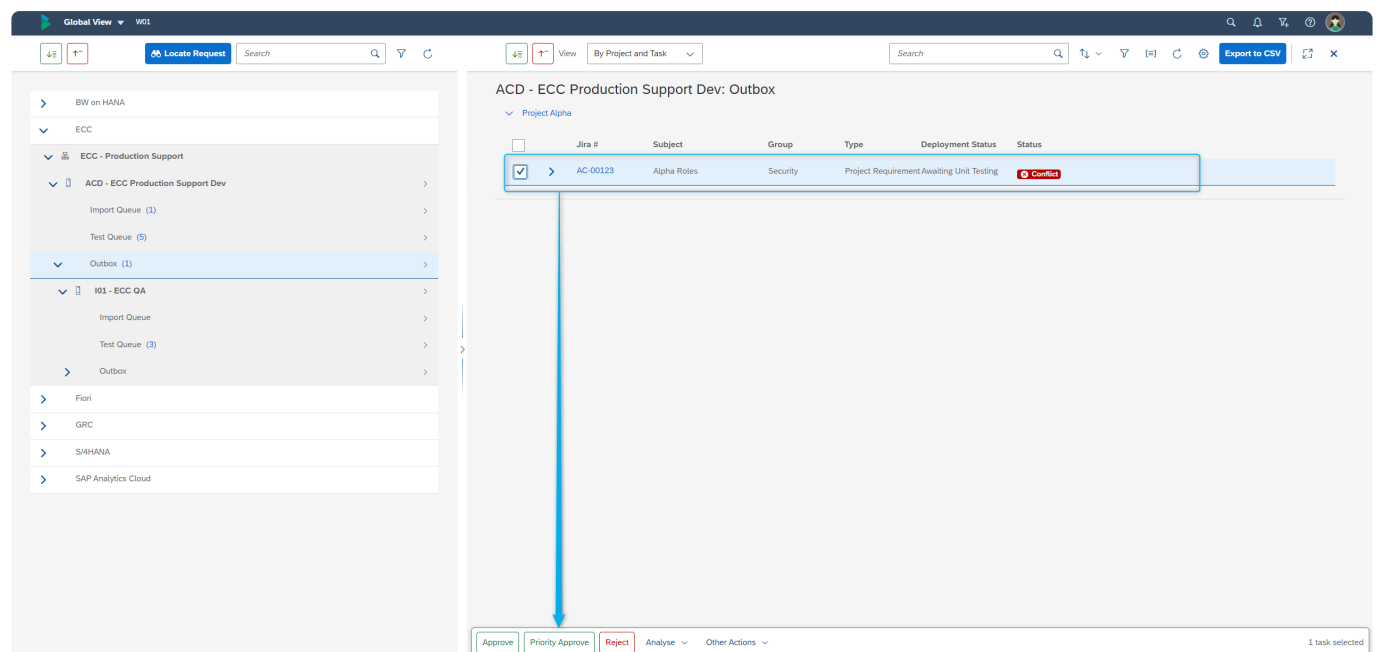 Global View W01
Locate Request Search
View By Project and Task Search Export to CSV
BW on HANA
ECC
ECC - Production Support
ACD - ECC Production Support Dev
Import Queue (1)
Test Queue (5)
Outbox (1)
I01 - ECC QA
Import Queue
Test Queue (3)
Outbox
Fiori
GRC
S/4HANA
SAP Analytics Cloud
ACD - ECC Production Support Dev: Outbox
Project Alpha
Jira # Subject Group Type Deployment Status Status
AC-00123 Alpha Roles Security Project Requirement Awaiting Unit Testing Conflict
Approve Priority Approve Reject Analyse Other Actions 1 task selected